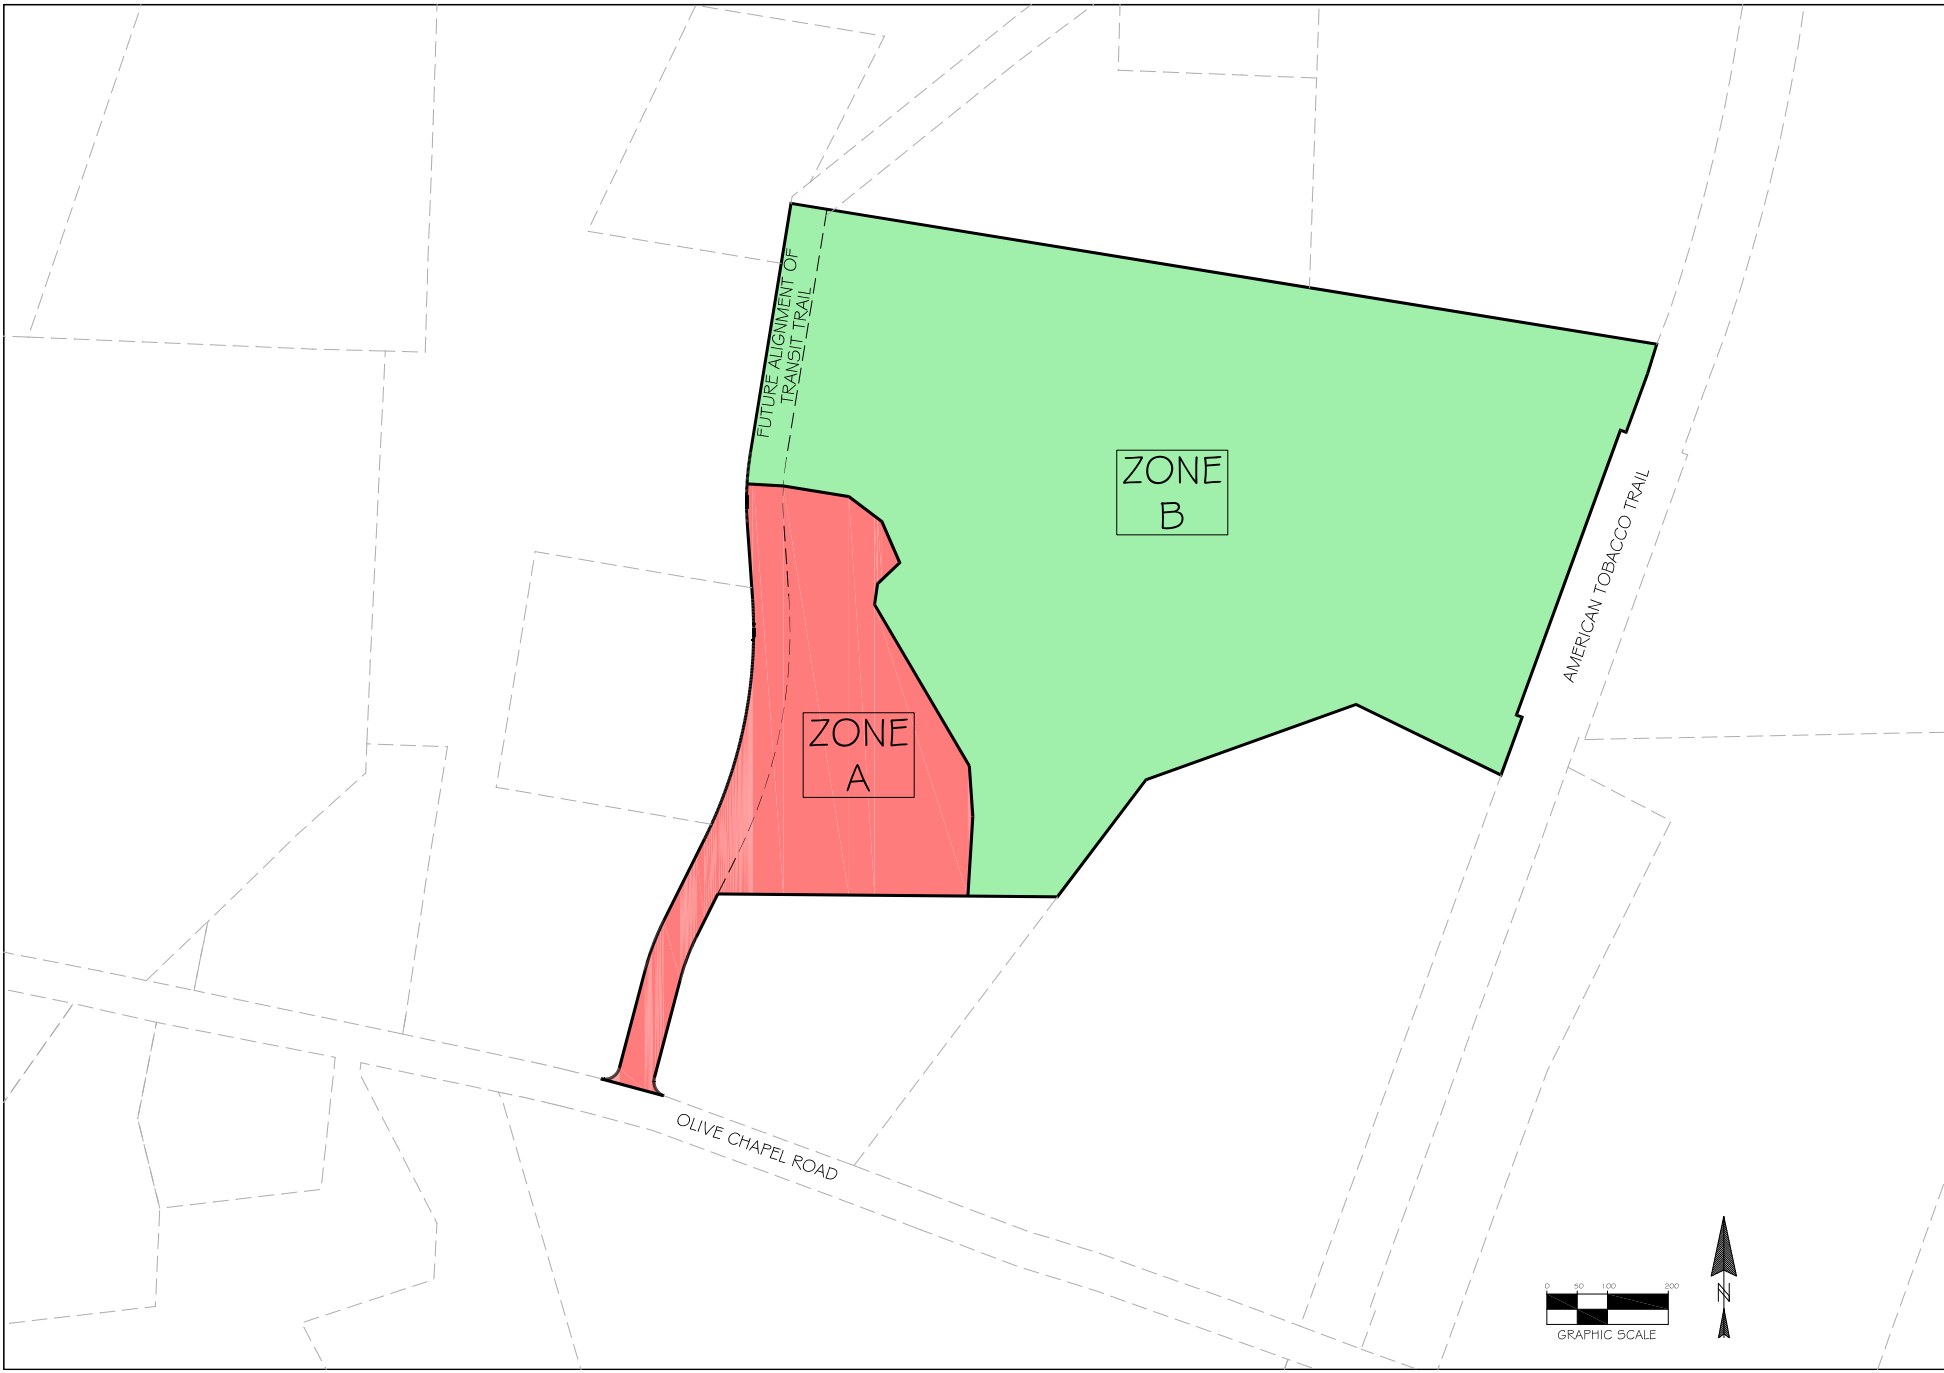 FUTURE ALIGNMENT OF
TRANSIT TRAIL
ZONE
B
AMERICAN TOBACCO TRAIL
ZONE
A
OLIVE CHAPEL ROAD
0 50 100 200
GRAPHIC SCALE
N